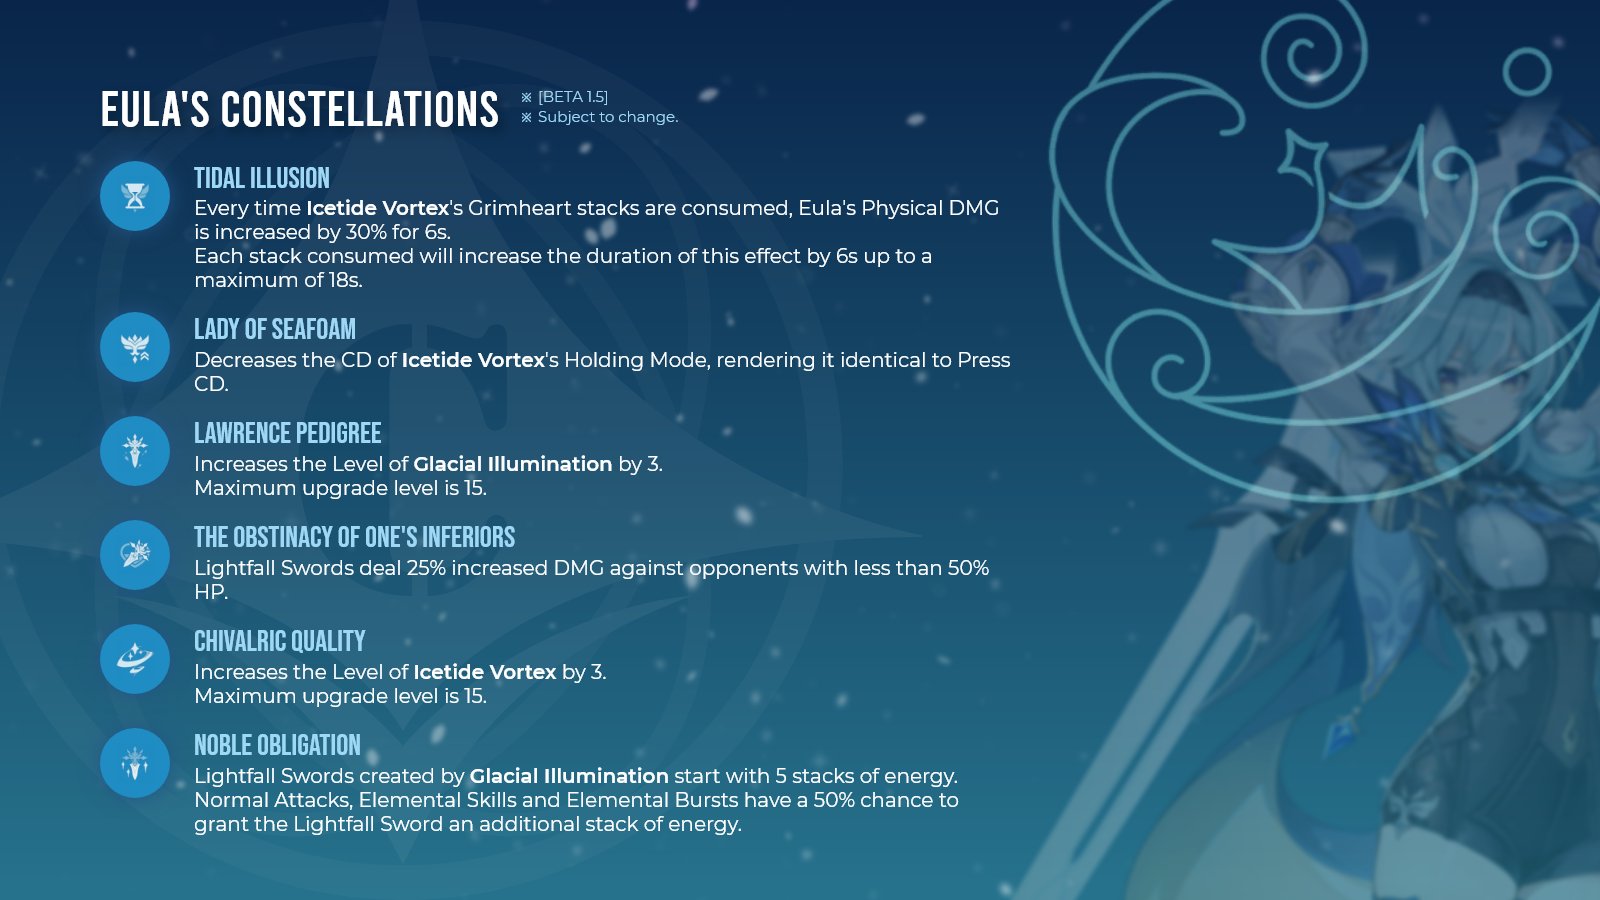 EULA'S CONSTELLATIONS
※ [BETA 1.5]
※ Subject to change.
TIDAL ILLUSION
Every time Icetide Vortex's Grimheart stacks are consumed, Eula's Physical DMG
is increased by 30% for 6s.
Each stack consumed will increase the duration of this effect by 6s up to a
maximum of 18s.
LADY OF SEAFOAM
Decreases the CD of Icetide Vortex's Holding Mode, rendering it identical to Press
CD.
LAWRENCE PEDIGREE
Increases the Level of Glacial Illumination by 3.
Maximum upgrade level is 15.
THE OBSTINACY OF ONE'S INFERIORS
Lightfall Swords deal 25% increased DMG against opponents with less than 50%
HP.
CHIVALRIC QUALITY
Increases the Level of Icetide Vortex by 3.
Maximum upgrade level is 15.
NOBLE OBLIGATION
Lightfall Swords created by Glacial Illumination start with 5 stacks of energy.
Normal Attacks, Elemental Skills and Elemental Bursts have a 50% chance to
grant the Lightfall Sword an additional stack of energy.